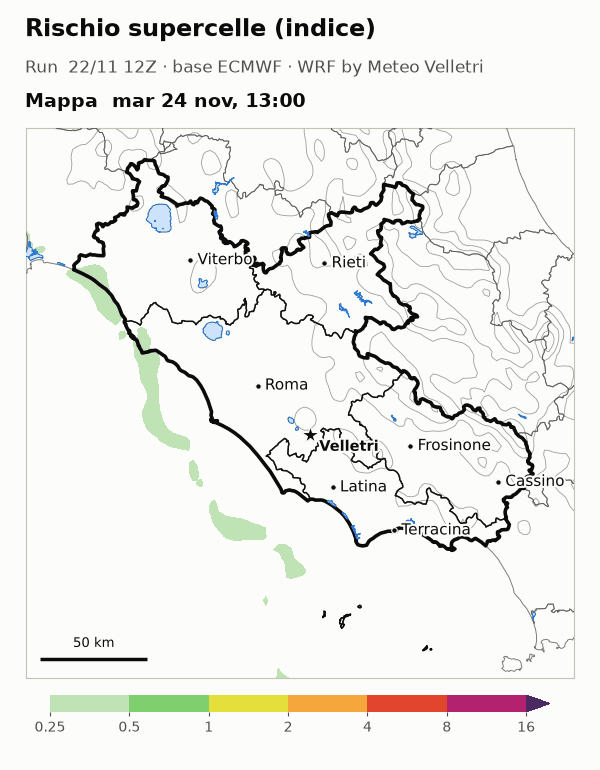 Rischio supercelle (indice)
Run  22/11 12Z · base ECMWF · WRF by Meteo Velletri
Mappa  mar 24 nov, 13:00
Viterbo
Rieti
Roma
Velletri
Frosinone
Cassino
Latina
Terracina
50 km
0.25 0.5 1 2 4 8 16